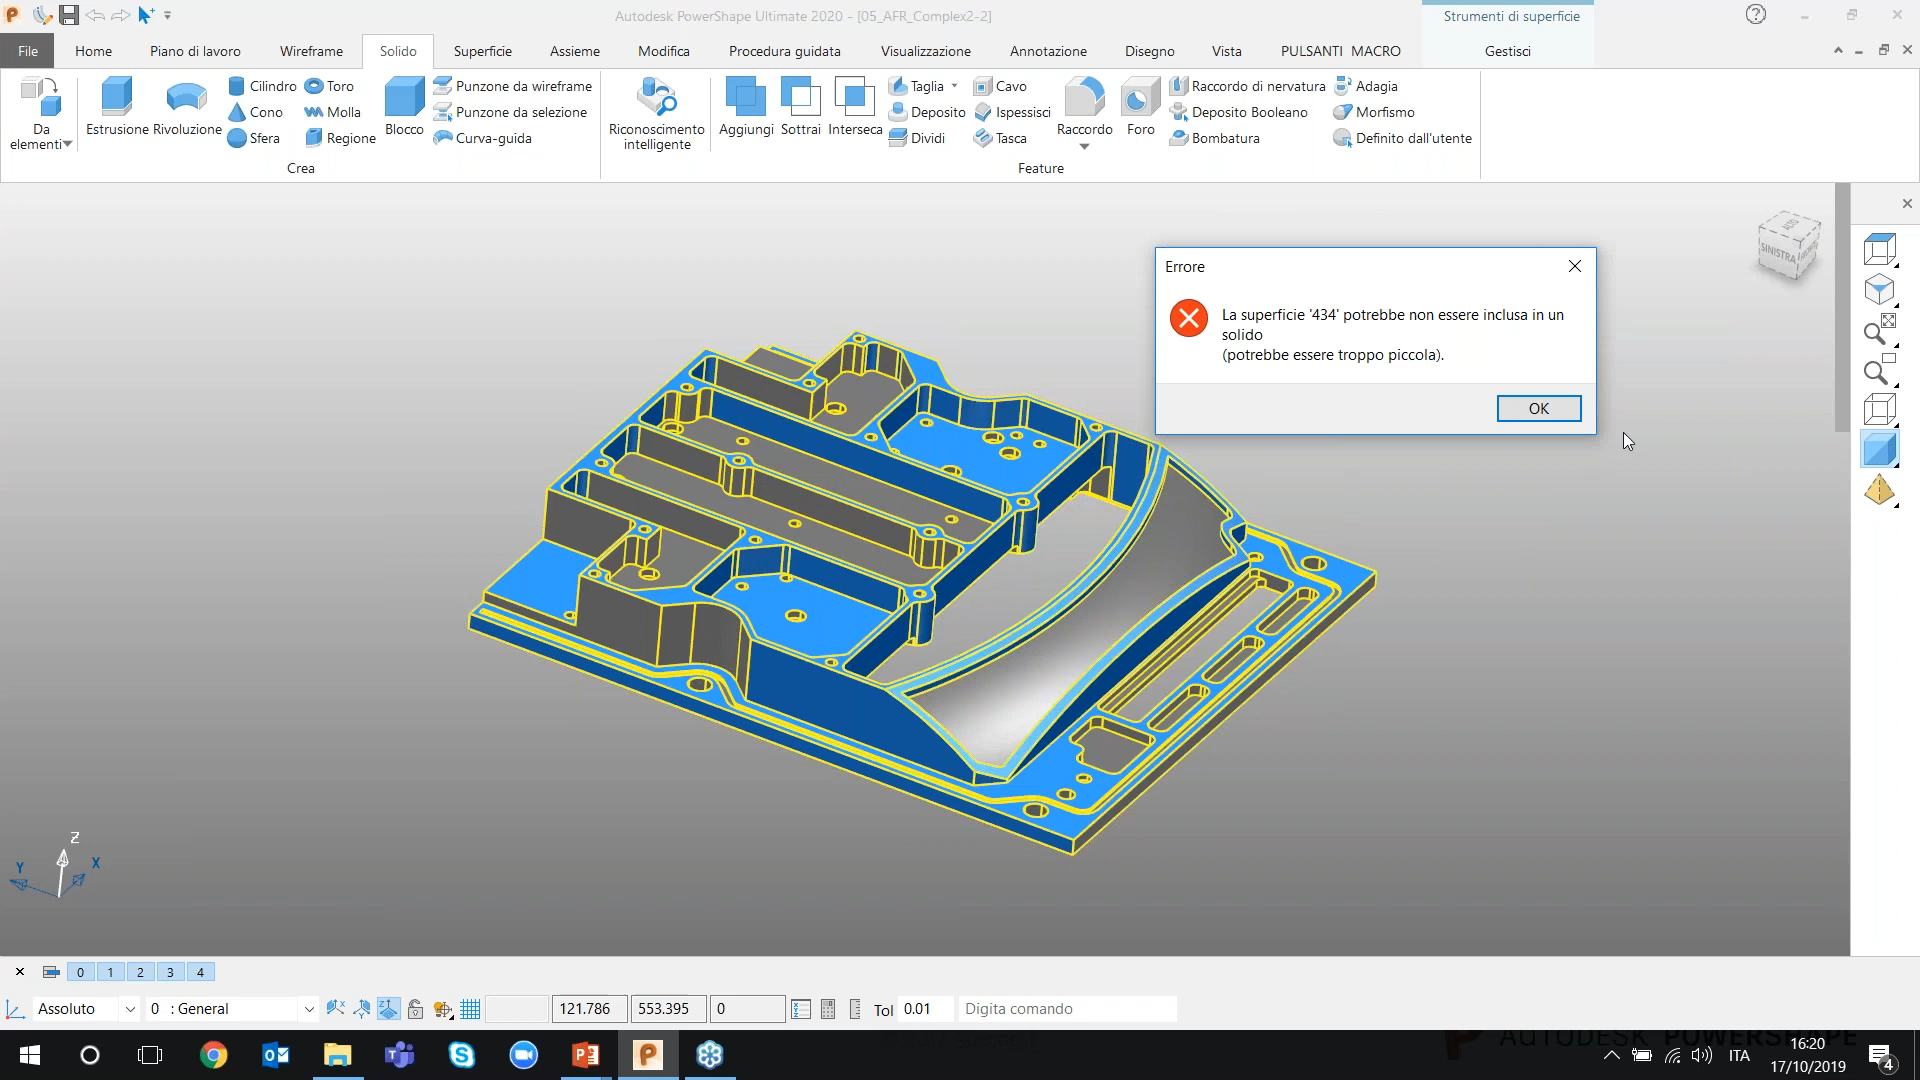 Autodesk PowerShape Ultimate 2020 - [05_AFR_Complex2-2]
Strumenti di superficie
File
Home
Piano di lavoro
Wireframe
Solido
Superficie
Assieme
Modifica
Procedura guidata
Visualizzazione
Annotazione
Disegno
Vista
PULSANTI MACRO
Gestisci
Da elementi
Estrusione
Rivoluzione
Cilindro
Cono
Sfera
Toro
Molla
Regione
Blocco
Punzone da wireframe
Punzone da selezione
Curva-guida
Crea
Riconoscimento
intelligente
Aggiungi
Sottrai
Interseca
Taglia
Deposito
Dividi
Cavo
Ispessisci
Tasca
Raccordo
Foro
Raccordo di nervatura
Deposito Booleano
Bombatura
Adagia
Morfismo
Definito dall'utente
Feature
SINISTRA
Errore
La superficie '434' potrebbe non essere inclusa in un
solido
(potrebbe essere troppo piccola).
OK
Z
Y
X
0 1 2 3 4
Assoluto
0 : General
121.786
553.395
0
Tol
0.01
Digita comando
AUTODESK POWERSHAPE
ITA
16:20
17/10/2019
4